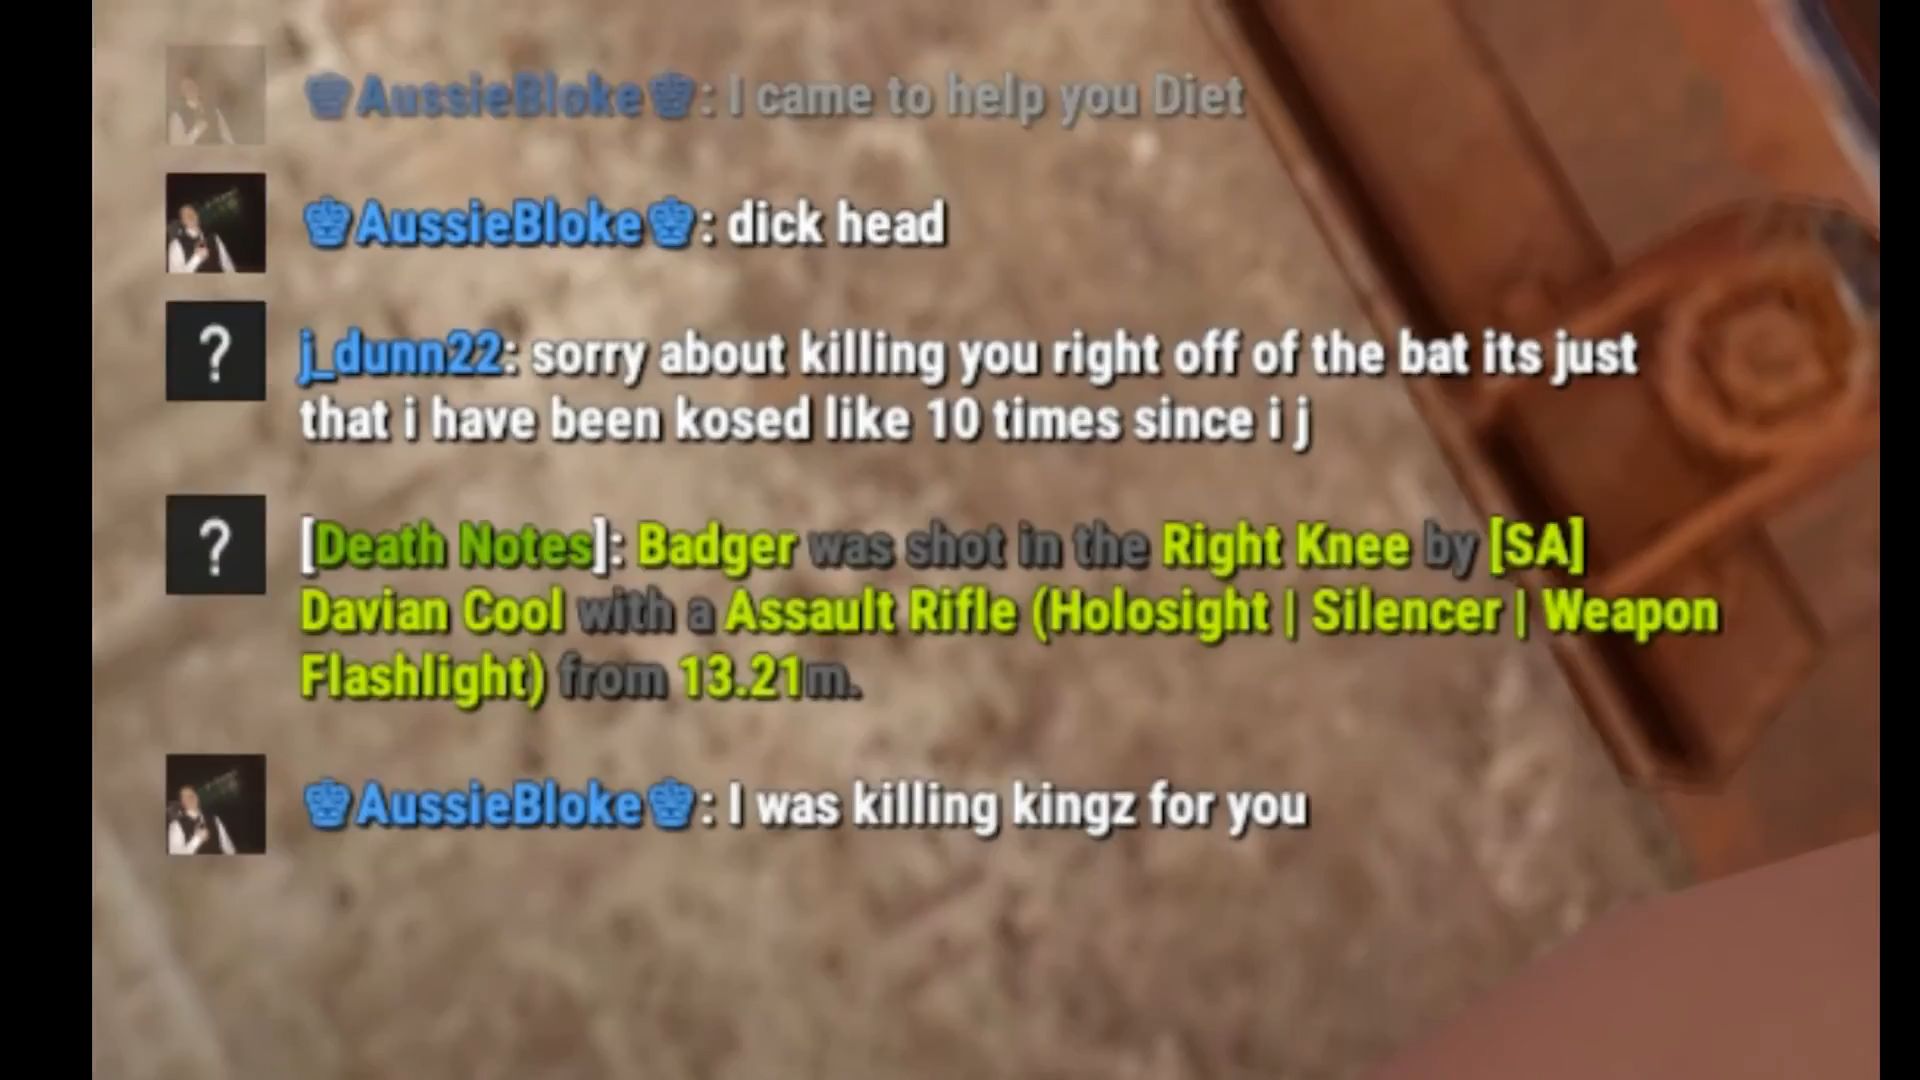 ♚AussieBloke♚: I came to help you Diet
♚AussieBloke♚: dick head
j_dunn22: sorry about killing you right off of the bat its just
that i have been kosed like 10 times since i j
[Death Notes]: Badger was shot in the Right Knee by [SA]
Davian Cool with a Assault Rifle (Holosight | Silencer | Weapon
Flashlight) from 13.21m.
♚AussieBloke♚: I was killing kingz for you